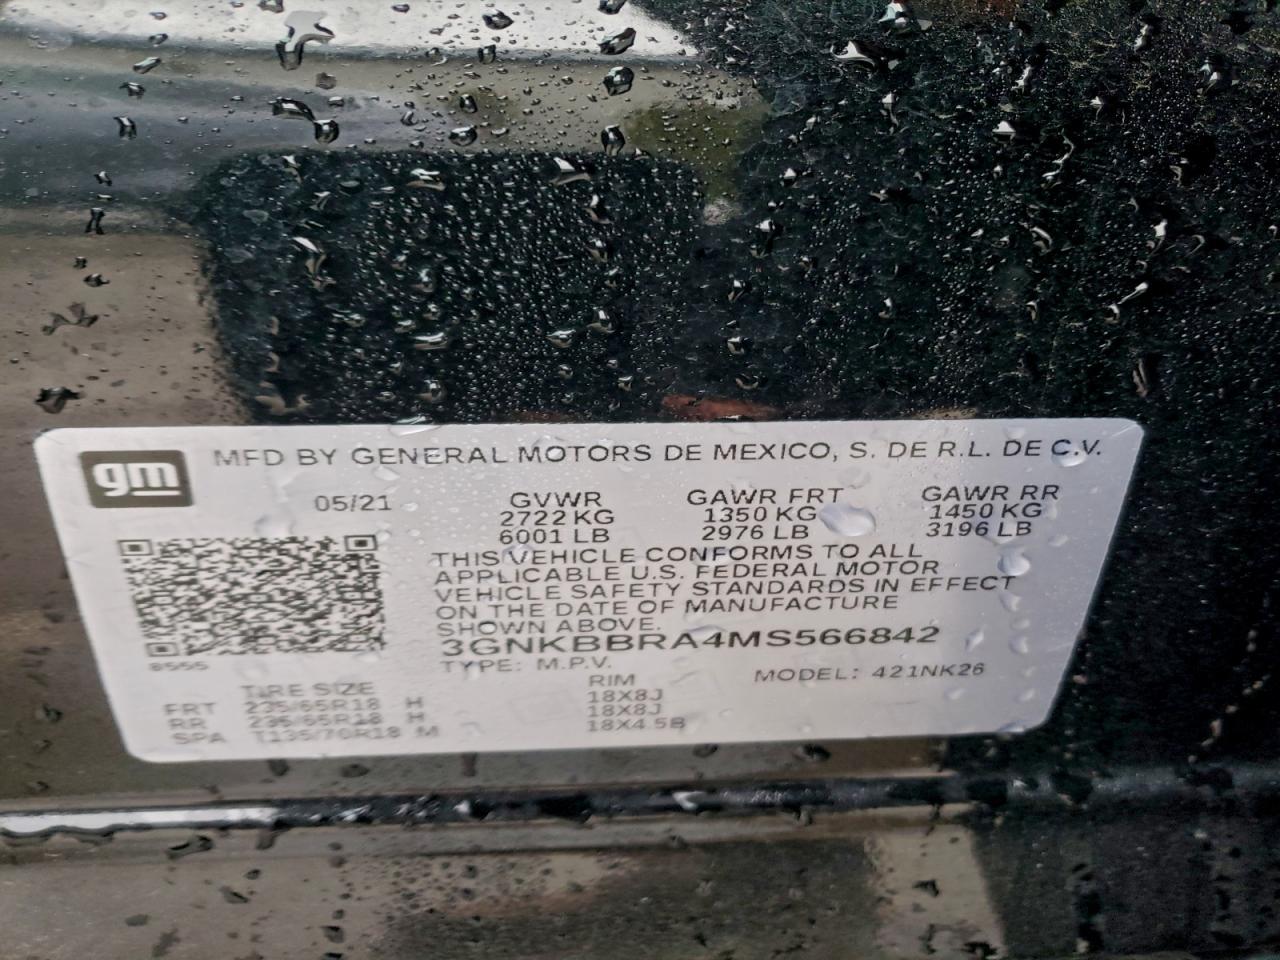 gm
MFD BY GENERAL MOTORS DE MEXICO, S. DE R.L. DE C.V.
05/21 GVWR GAWR FRT GAWR RR
2722 KG 1350 KG 1450 KG
6001 LB 2976 LB 3196 LB
THIS VEHICLE CONFORMS TO ALL
APPLICABLE U.S. FEDERAL MOTOR
VEHICLE SAFETY STANDARDS IN EFFECT
ON THE DATE OF MANUFACTURE
SHOWN ABOVE.
3GNKBBRA4MS566842
8555 TYPE: M.P.V. MODEL: 421NK26
TIRE SIZE RIM
FRT 235/65R18 H 18X8J
RR 235/65R18 H 18X8J
SPA T135/70R18 M 18X4.5B